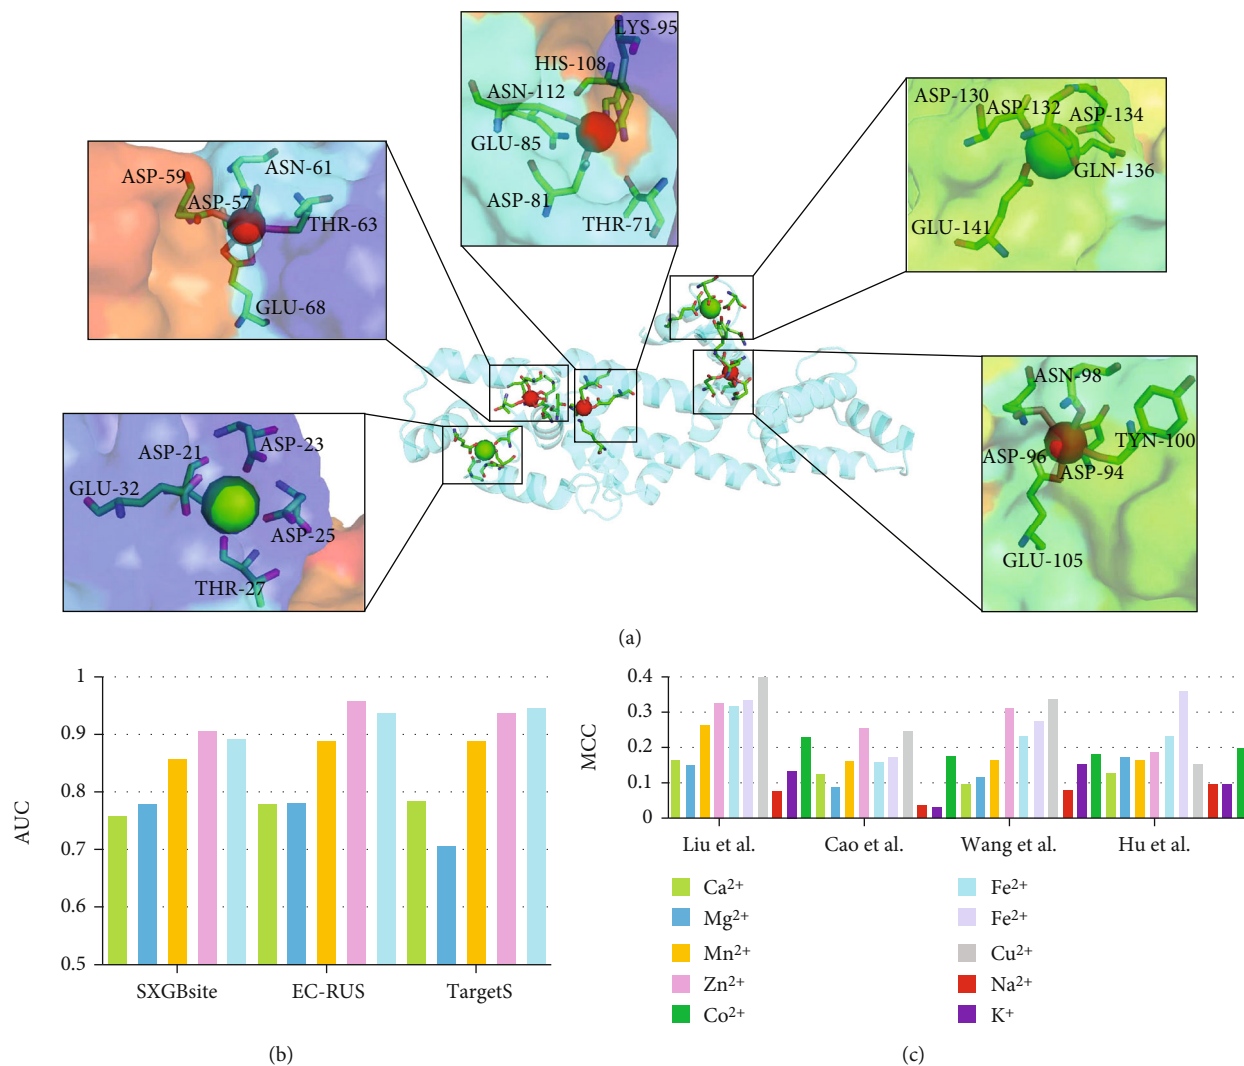 LYS-95
HIS-108
ASN-112
GLU-85
ASP-81
THR-71
ASP-130
ASP-132
ASP-134
GLN-136
GLU-141
ASP-59
ASN-61
ASP-57
THR-63
GLU-68
ASN-98
TYN-100
ASP-96
ASP-94
GLU-105
ASP-23
ASP-21
GLU-32
ASP-25
THR-27
(a)
1
0.9
0.8
0.7
0.6
0.5
AUC
SXGBsite
EC-RUS
TargetS
(b)
0.4
0.3
0.2
0.1
0
MCC
Liu et al.
Cao et al.
Wang et al.
Hu et al.
Ca2+
Mg2+
Mn2+
Zn2+
Co2+
Fe2+
Fe2+
Cu2+
Na2+
K+
(c)